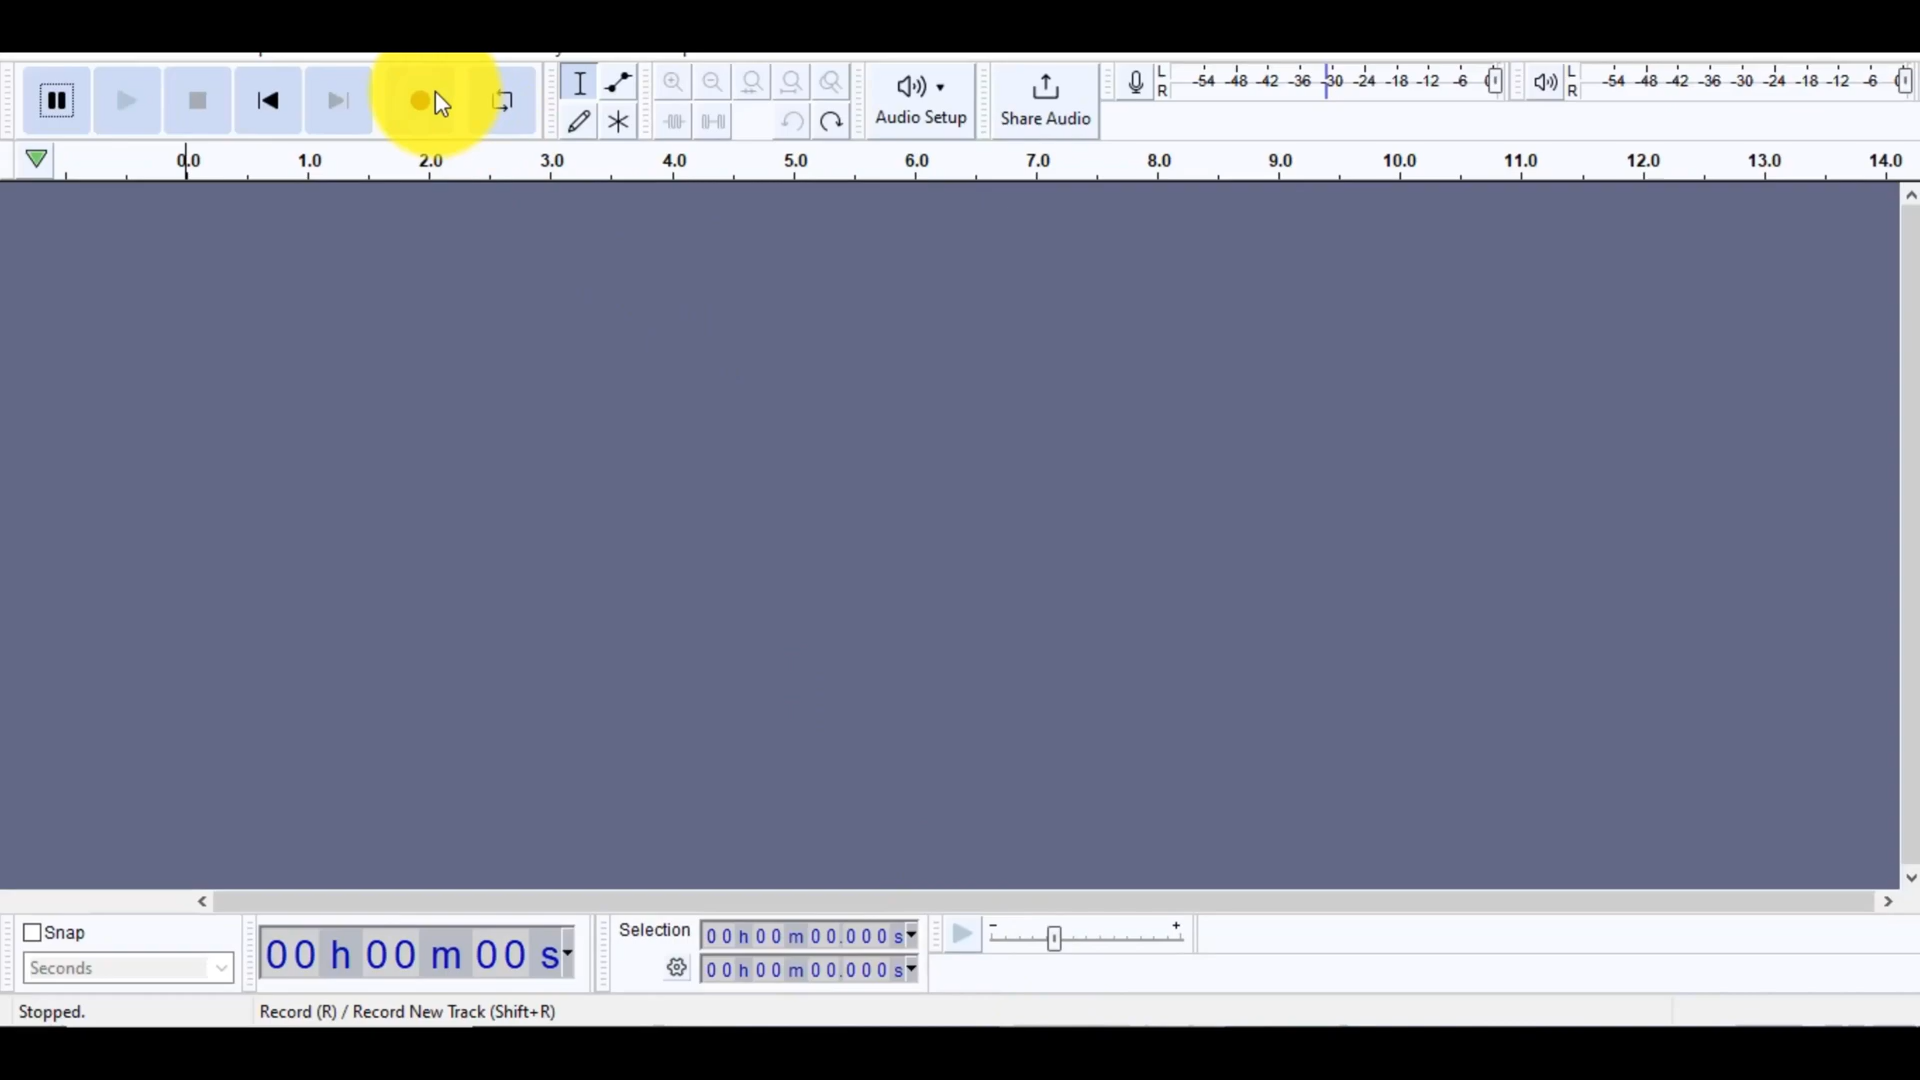 Audio Setup
Share Audio
L
R
-54 -48 -42 -36 -30 -24 -18 -12 -6 0
L
R
-54 -48 -42 -36 -30 -24 -18 -12 -6 0
0.0 1.0 2.0 3.0 4.0 5.0 6.0 7.0 8.0 9.0 10.0 11.0 12.0 13.0 14.0
Snap
Seconds
00 h 00 m 00 s
Selection
00 h 00 m 00.000 s
00 h 00 m 00.000 s
- +
Stopped.
Record (R) / Record New Track (Shift+R)